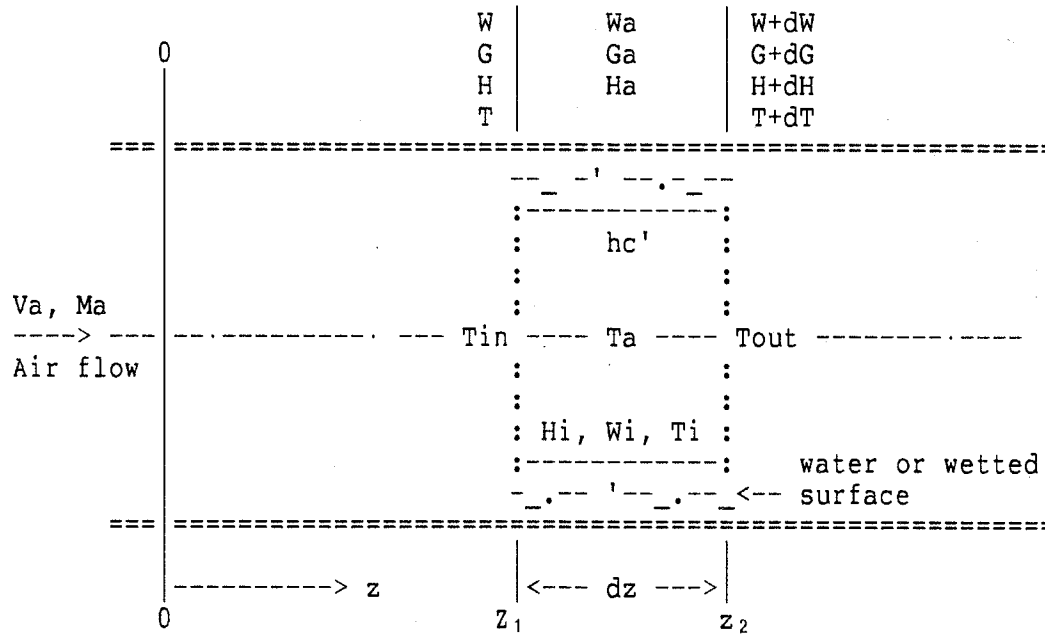 W Wa W+dW
0 G Ga G+dG
H Ha H+dH
T T+dT
hc'
Va, Ma
Tin Ta Tout
Air flow
Hi, Wi, Ti
water or wetted
surface
z dz
0 Z1 z2